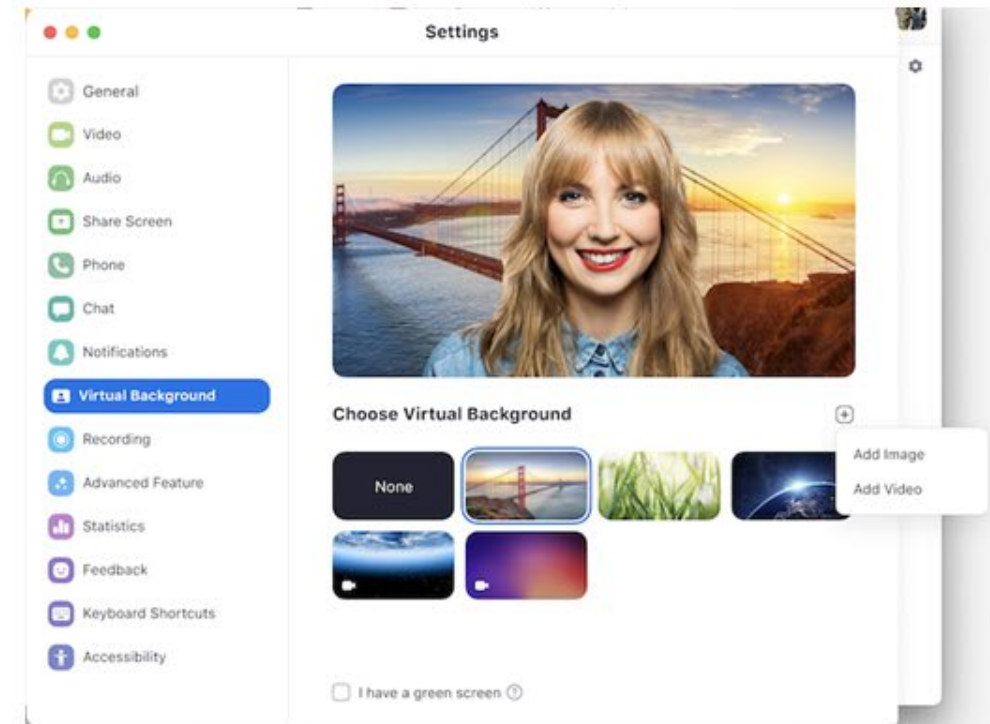 Settings
General
Video
Audio
Share Screen
Phone
Chat
Notifications
Virtual Background
Recording
Advanced Feature
Statistics
Feedback
Keyboard Shortcuts
Accessibility
Choose Virtual Background
Add Image
Add Video
None
I have a green screen ?